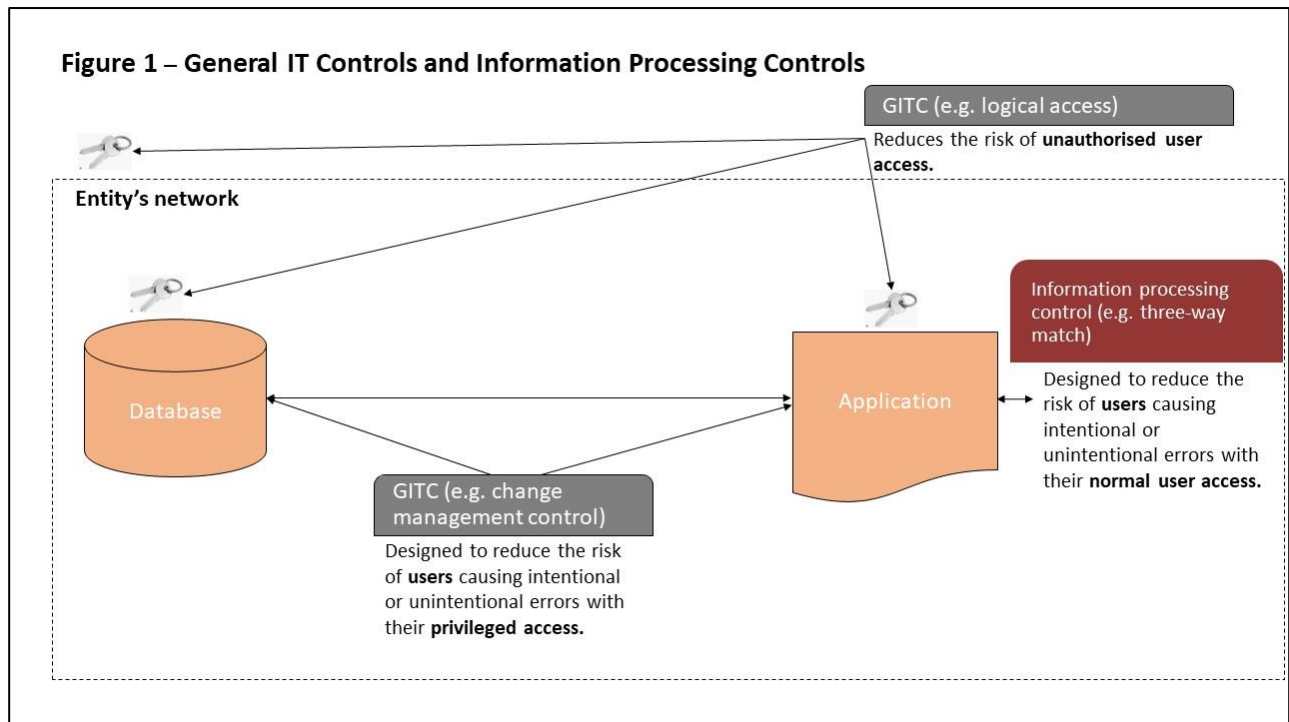 Figure 1 – General IT Controls and Information Processing Controls
GITC (e.g. logical access)
Reduces the risk of unauthorised user
access.
Entity's network
Information processing
control (e.g. three-way
match)
Database
Application
Designed to reduce the
risk of users causing
intentional or
unintentional errors with
their normal user access.
GITC (e.g. change
management control)
Designed to reduce the risk
of users causing intentional
or unintentional errors with
their privileged access.